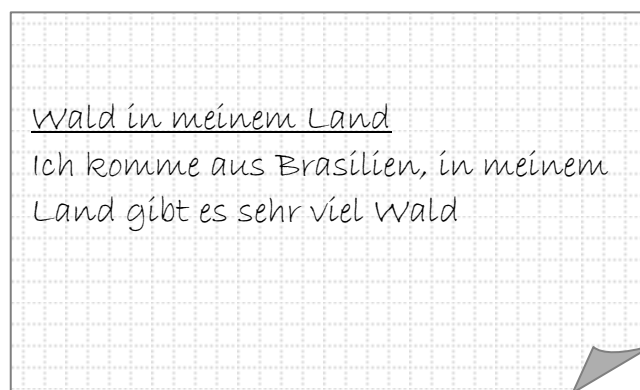 Wald in meinem Land
Ich komme aus Brasilien, in meinem
Land gibt es sehr viel Wald